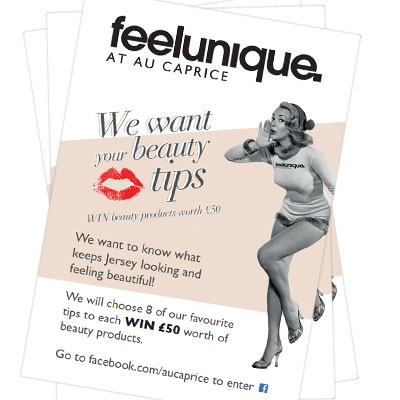 feelunique.
AT AU CAPRICE
We want
your beauty
tips
WIN beauty products worth £50
feelunique.
We want to know what
keeps Jersey looking and
feeling beautiful!
We will choose 8 of our favourite
tips to each WIN £50 worth of
beauty products.
Go to facebook.com/aucaprice to enter f